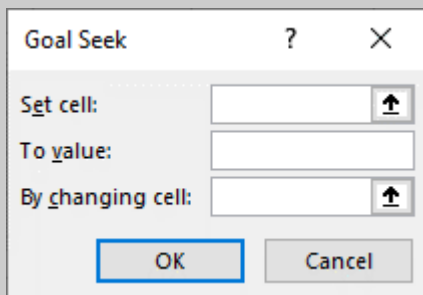 Goal Seek ? ×
Set cell:
To value:
By changing cell:
OK Cancel